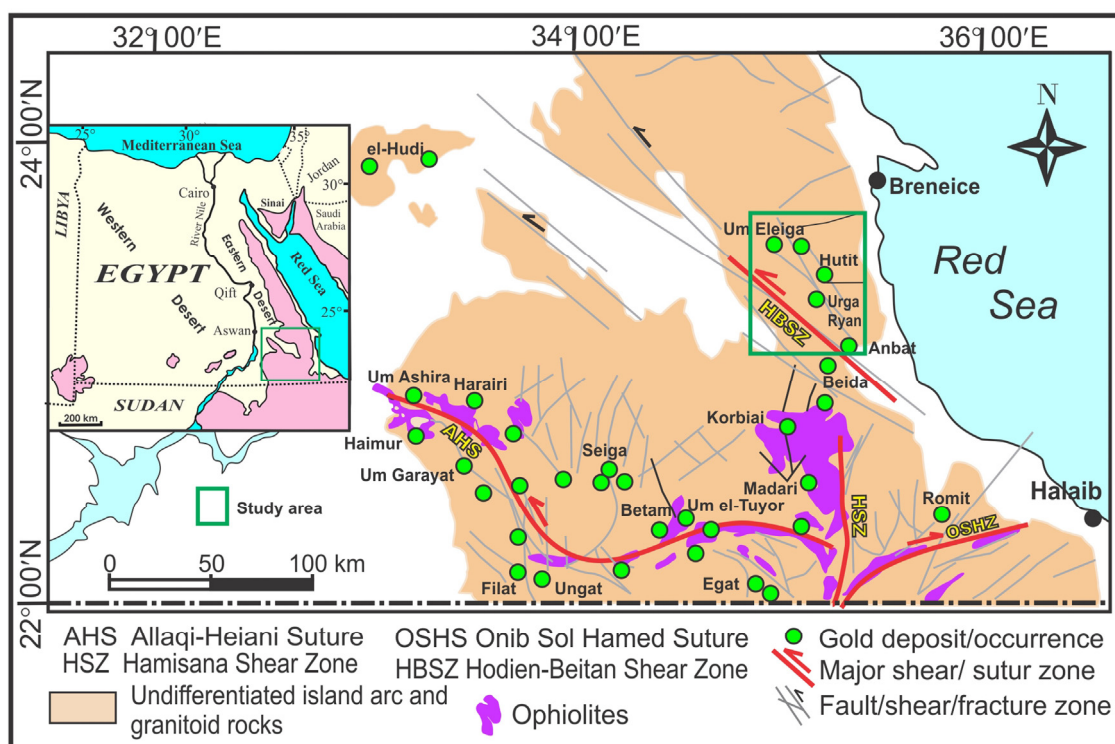 32°00′E
34°00′E
36°00′E
24°00′N
22°00′N
25°
30°
35°
Mediterranean Sea
Jordan
30°
Cairo
Sinai
LIBYA
River Nile
Saudi
Arabia
Western
Desert
Eastern
Desert
EGYPT
Red Sea
Qift
25°
Aswan
SUDAN
200 km
el-Hudi
N
Breneice
Red
Sea
Um Eleiga
Hutit
Urga
Ryan
HBSZ
Anbat
Beida
Um Ashira
Harairi
Korbiai
Haimur
AHS
Um Garayat
Seiga
Madari
HSZ
Romit
Halaib
Study area
Betam
Um el-Tuyor
OSHZ
0 50 100 km
Filat
Ungat
Egat
AHS Allaqi-Heiani Suture
HSZ Hamisana Shear Zone
Undifferentiated island arc and
granitoid rocks
OSHS Onib Sol Hamed Suture
HBSZ Hodien-Beitan Shear Zone
Ophiolites
Gold deposit/occurrence
Major shear/ sutur zone
Fault/shear/fracture zone